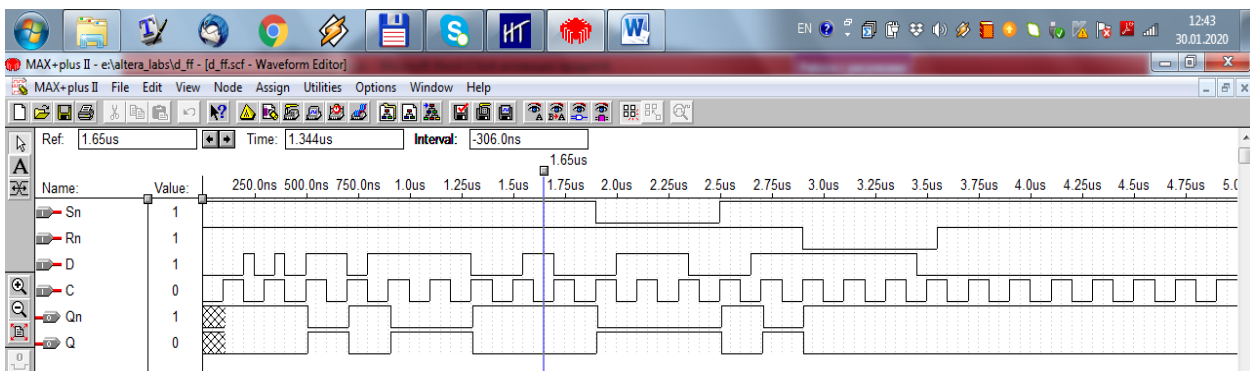 S HT W EN 12:43
30.01.2020
MAX+plus II - e:\altera_labs\d_ff - [d_ff.scf - Waveform Editor]
MAX+plus II File Edit View Node Assign Utilities Options Window Help
Ref: 1.65us Time: 1.344us Interval: -306.0ns
1.65us
Name: Value: 250.0ns 500.0ns 750.0ns 1.0us 1.25us 1.5us 1.75us 2.0us 2.25us 2.5us 2.75us 3.0us 3.25us 3.5us 3.75us 4.0us 4.25us 4.5us 4.75us 5.0
Sn 1
Rn 1
D 1
C 0
Qn 1
Q 0